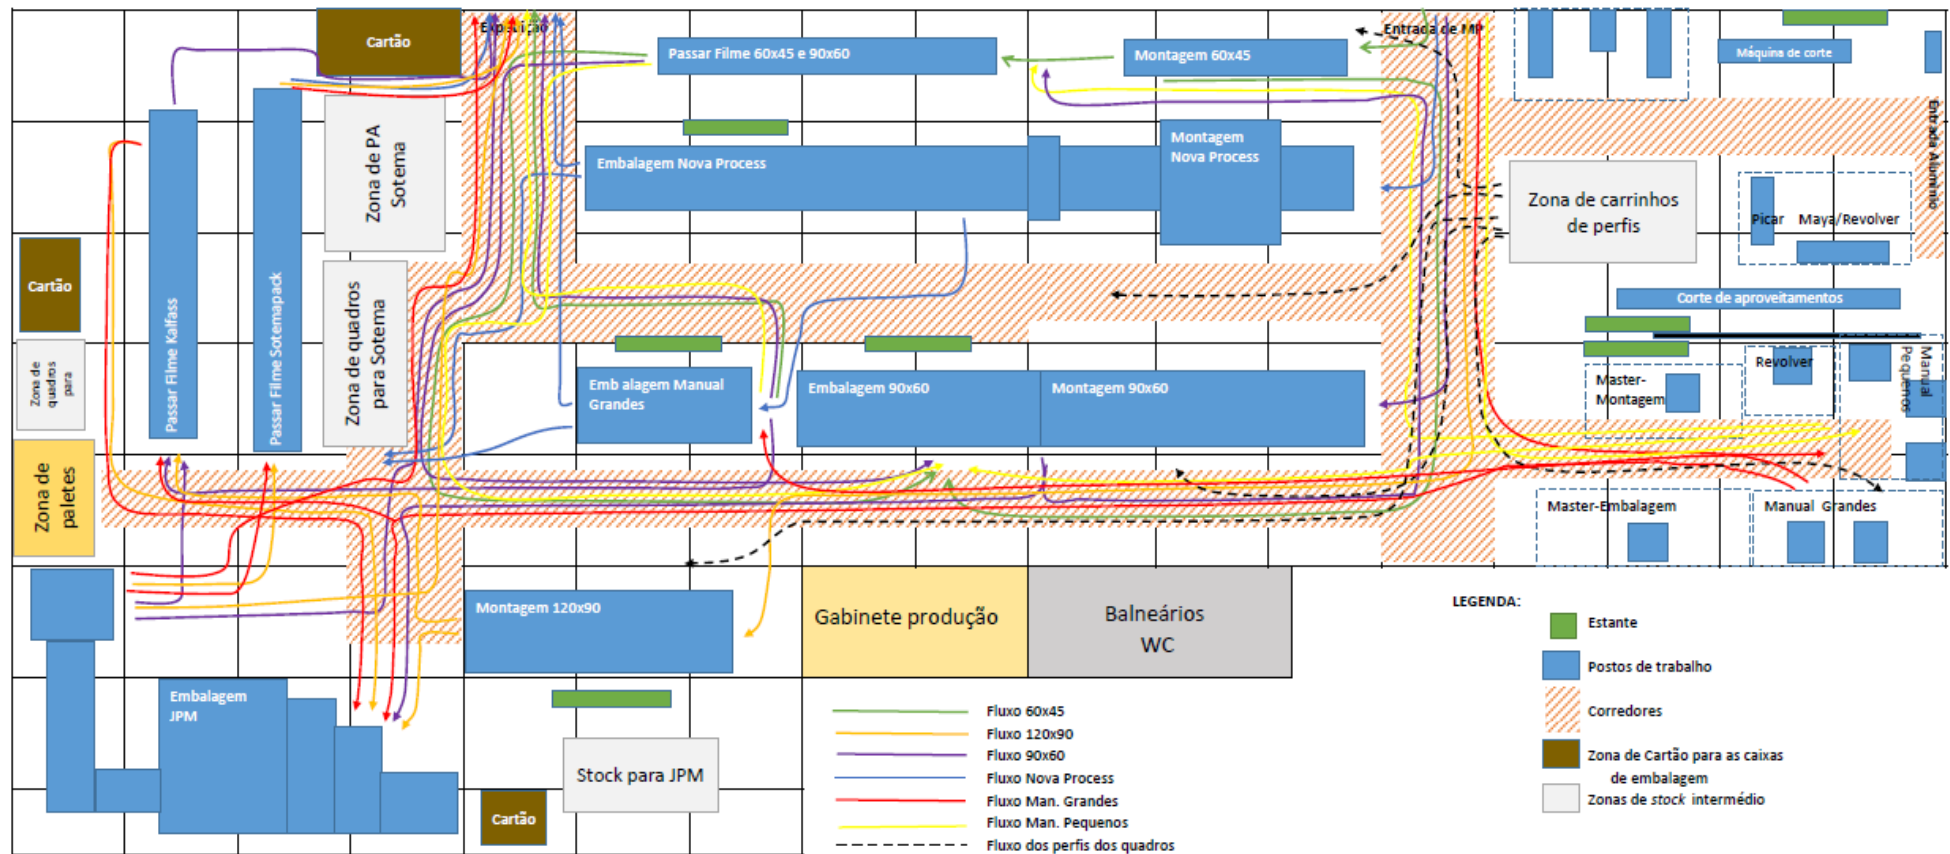 Cartão
Expedição
Passar Filme 60x45 e 90x60
Montagem 60x45
Entrada de MP
Máquina de corte
Entrada Alumínio
Zona de PA
Sotema
Embalagem Nova Process
Montagem
Nova Process
Zona de carrinhos
de perfis
Picar
Maya/Revolver
Cartão
Passar Filme Kalfass
Passar Filme Sotemapack
Zona de quadros
para Sotema
Corte de aproveitamentos
Zona de
quadros
para
Emb alagem Manual
Grandes
Embalagem 90x60
Montagem 90x60
Master-
Montagem
Revolver
Manual
Pequenos
Zona de
paletes
Master-Embalagem
Manual Grandes
Montagem 120x90
Gabinete produção
Balneários
WC
Embalagem
JPM
Stock para JPM
Cartão
Fluxo 60x45
Fluxo 120x90
Fluxo 90x60
Fluxo Nova Process
Fluxo Man. Grandes
Fluxo Man. Pequenos
Fluxo dos perfis dos quadros
LEGENDA:
Estante
Postos de trabalho
Corredores
Zona de Cartão para as caixas
de embalagem
Zonas de stock intermédio